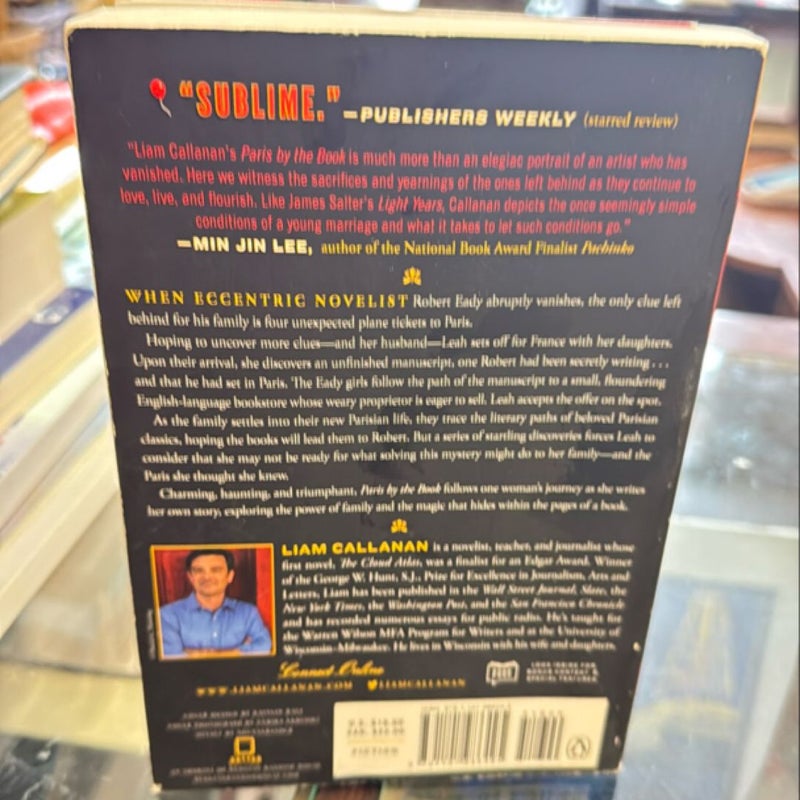 "SUBLIME." —PUBLISHERS WEEKLY (starred review)
"Liam Callanan's Paris by the Book is much more than an elegiac portrait of an artist who has
vanished. Here we witness the sacrifices and yearnings of the ones left behind as they continue to
love, live, and flourish. Like James Salter's Light Years, Callanan depicts the once seemingly simple
conditions of a young marriage and what it takes to let such conditions go."
—MIN JIN LEE, author of the National Book Award Finalist Pachinko
WHEN ECCENTRIC NOVELIST Robert Eady abruptly vanishes, the only clue left
behind for his family is four unexpected plane tickets to Paris.
Hoping to uncover more clues—and her husband—Leah sets off for France with her daughters.
Upon their arrival, she discovers an unfinished manuscript, one Robert had been secretly writing . . .
and that he had set in Paris. The Eady girls follow the path of the manuscript to a small, floundering
English-language bookstore whose weary proprietor is eager to sell. Leah accepts the offer on the spot.
As the family settles into their new Parisian life, they trace the literary paths of beloved Parisian
classics, hoping the books will lead them to Robert. But a series of startling discoveries forces Leah to
consider that she may not be ready for what solving this mystery might do to her family—and the
Paris she thought she knew.
Charming, haunting, and triumphant, Paris by the Book follows one woman's journey as she writes
her own story, exploring the power of family and the magic that hides within the pages of a book.
LIAM CALLANAN is a novelist, teacher, and journalist whose
first novel, The Cloud Atlas, was a finalist for an Edgar Award. Winner
of the George W. Hunt, S.J., Prize for Excellence in Journalism, Arts and
Letters, Liam has been published in the Wall Street Journal, Slate, the
New York Times, the Washington Post, and the San Francisco Chronicle
and has recorded numerous essays for public radio. He's taught for
the Warren Wilson MFA Program for Writers and at the University of
Wisconsin–Milwaukee. He lives in Wisconsin with his wife and daughters.
Connect Online
WWW.LIAMCALLANAN.COM LIAMCALLANAN
LOOK INSIDE FOR
BONUS CONTENT &
SPECIAL FEATURES
FICTION